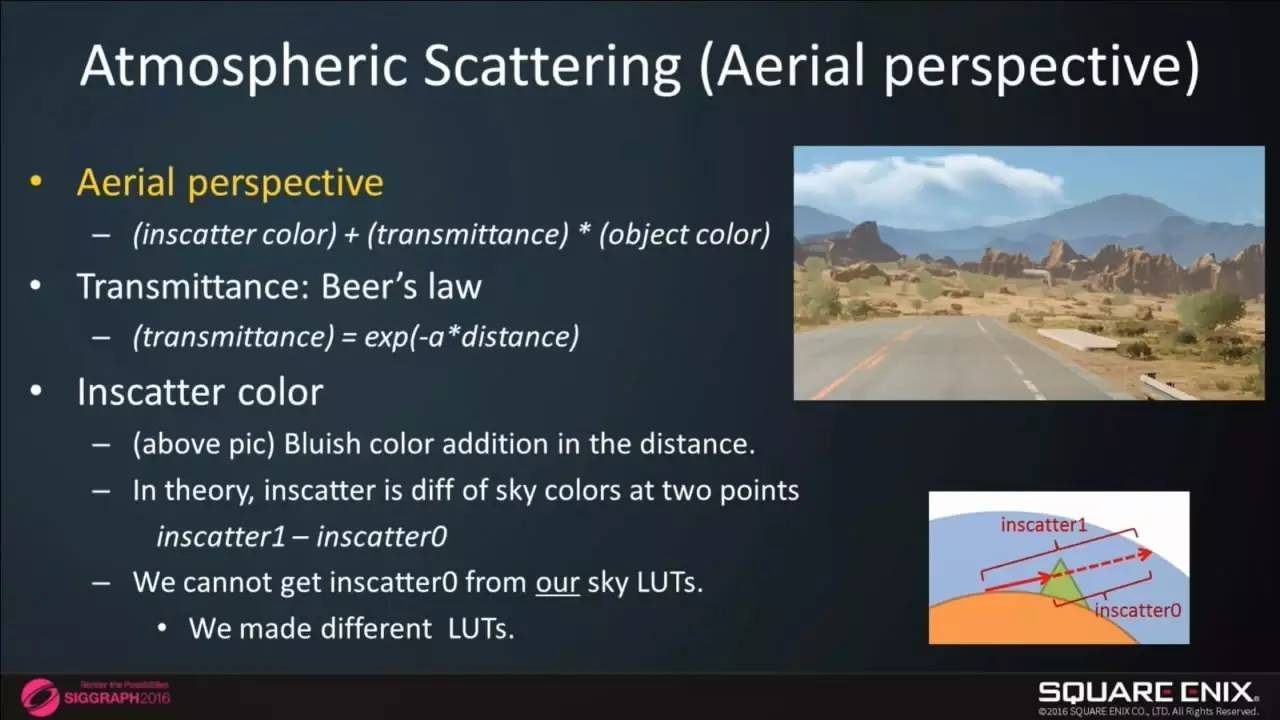 Atmospheric Scattering (Aerial perspective)
• Aerial perspective
– (inscatter color) + (transmittance) * (object color)
• Transmittance: Beer's law
– (transmittance) = exp(-a*distance)
• Inscatter color
– (above pic) Bluish color addition in the distance.
– In theory, inscatter is diff of sky colors at two points
inscatter1 – inscatter0
– We cannot get inscatter0 from our sky LUTs.
• We made different LUTs.
inscatter1
inscatter0
Render the Possibilities
SIGGRAPH2016
SQUARE ENIX.
©2016 SQUARE ENIX CO., LTD. All Rights Reserved.